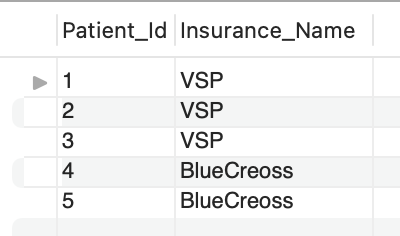 Patient_Id Insurance_Name
1 VSP
2 VSP
3 VSP
4 BlueCreoss
5 BlueCreoss